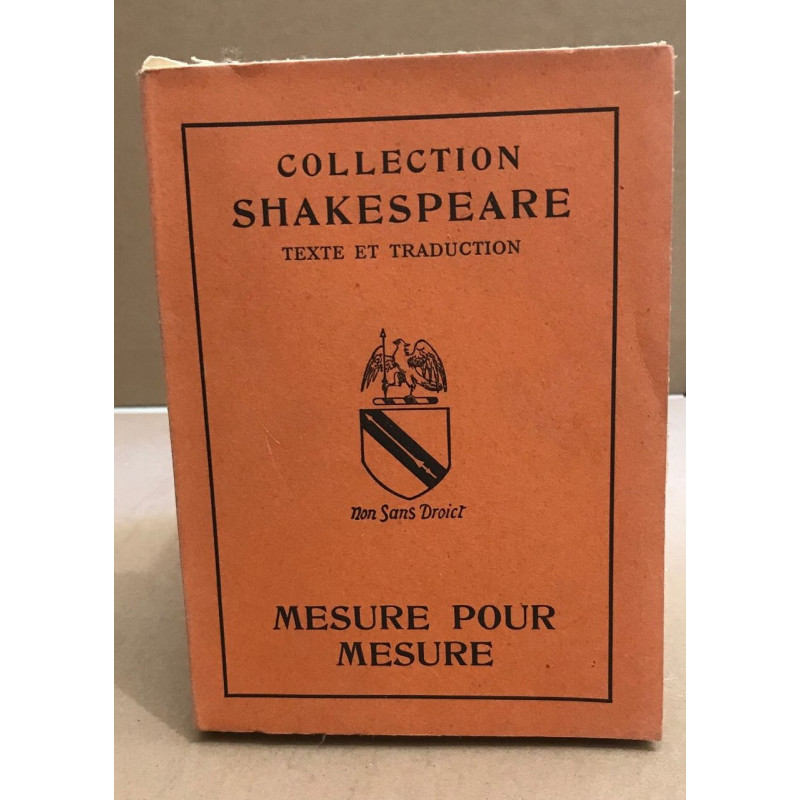 COLLECTION
SHAKESPEARE
TEXTE ET TRADUCTION
Non Sans Droict
MESURE POUR
MESURE